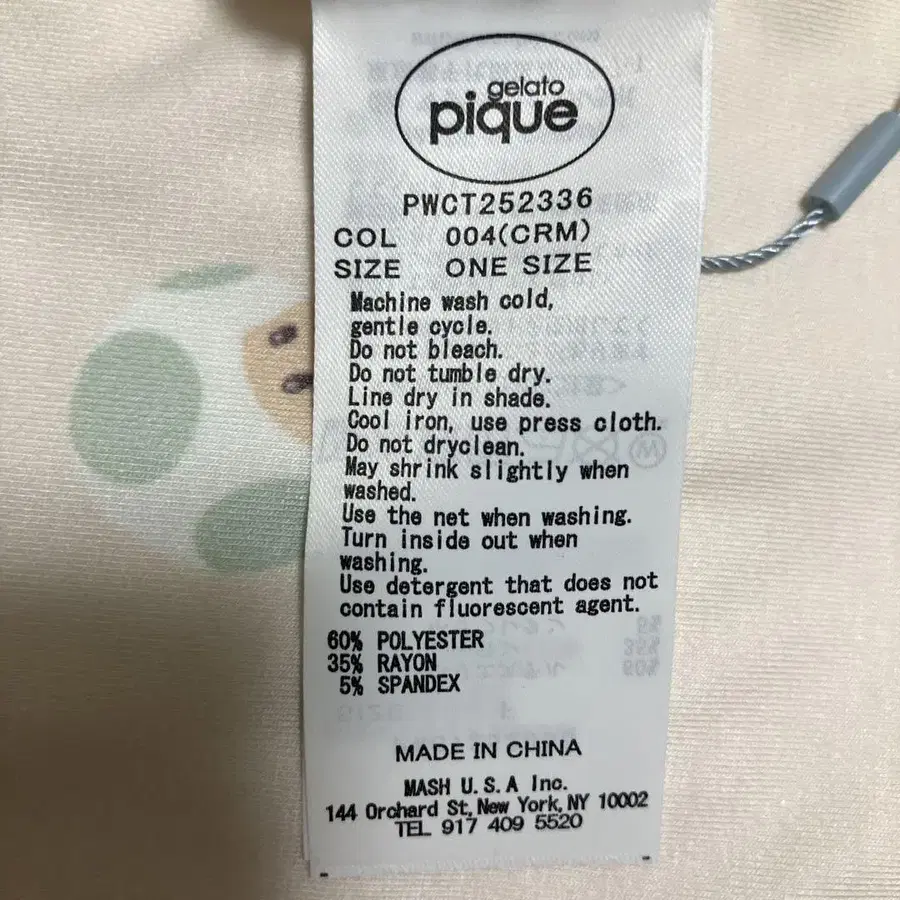 gelato
pique
PWCT252336
COL 004(CRM)
SIZE ONE SIZE
Machine wash cold,
gentle cycle.
Do not bleach.
Do not tumble dry.
Line dry in shade.
Cool iron, use press cloth.
Do not dryclean.
May shrink slightly when
washed.
Use the net when washing.
Turn inside out when
washing.
Use detergent that does not
contain fluorescent agent.
60% POLYESTER
35% RAYON
5% SPANDEX
MADE IN CHINA
MASH U.S.A Inc.
144 Orchard St, New York, NY 10002
TEL 917 409 5520